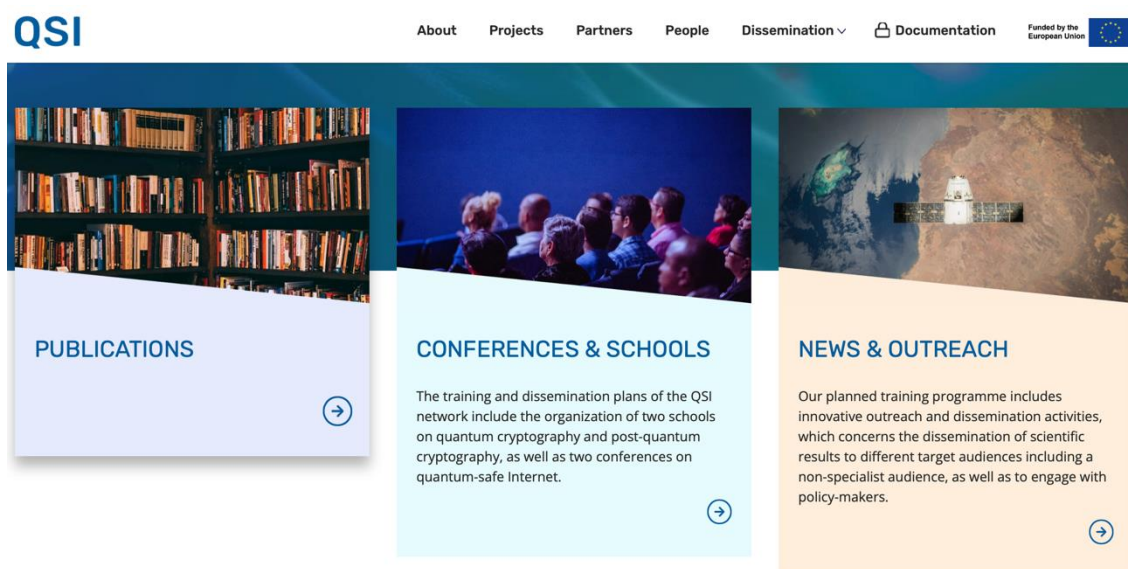 QSI
About Projects Partners People Dissemination Documentation
Funded by the
European Union
PUBLICATIONS
CONFERENCES & SCHOOLS
The training and dissemination plans of the QSI
network include the organization of two schools
on quantum cryptography and post-quantum
cryptography, as well as two conferences on
quantum-safe Internet.
NEWS & OUTREACH
Our planned training programme includes
innovative outreach and dissemination activities,
which concerns the dissemination of scientific
results to different target audiences including a
non-specialist audience, as well as to engage with
policy-makers.